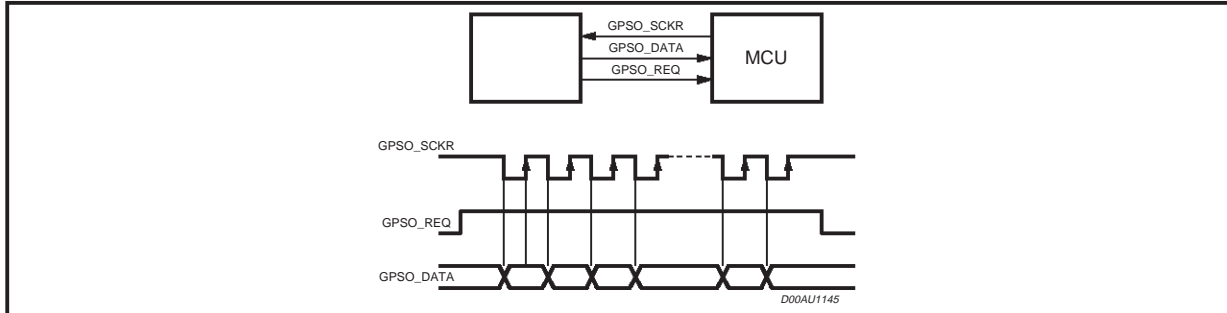 GPSO_SCKR
GPSO_DATA
GPSO_REQ
MCU
GPSO_SCKR
GPSO_REQ
GPSO_DATA
D00AU1145